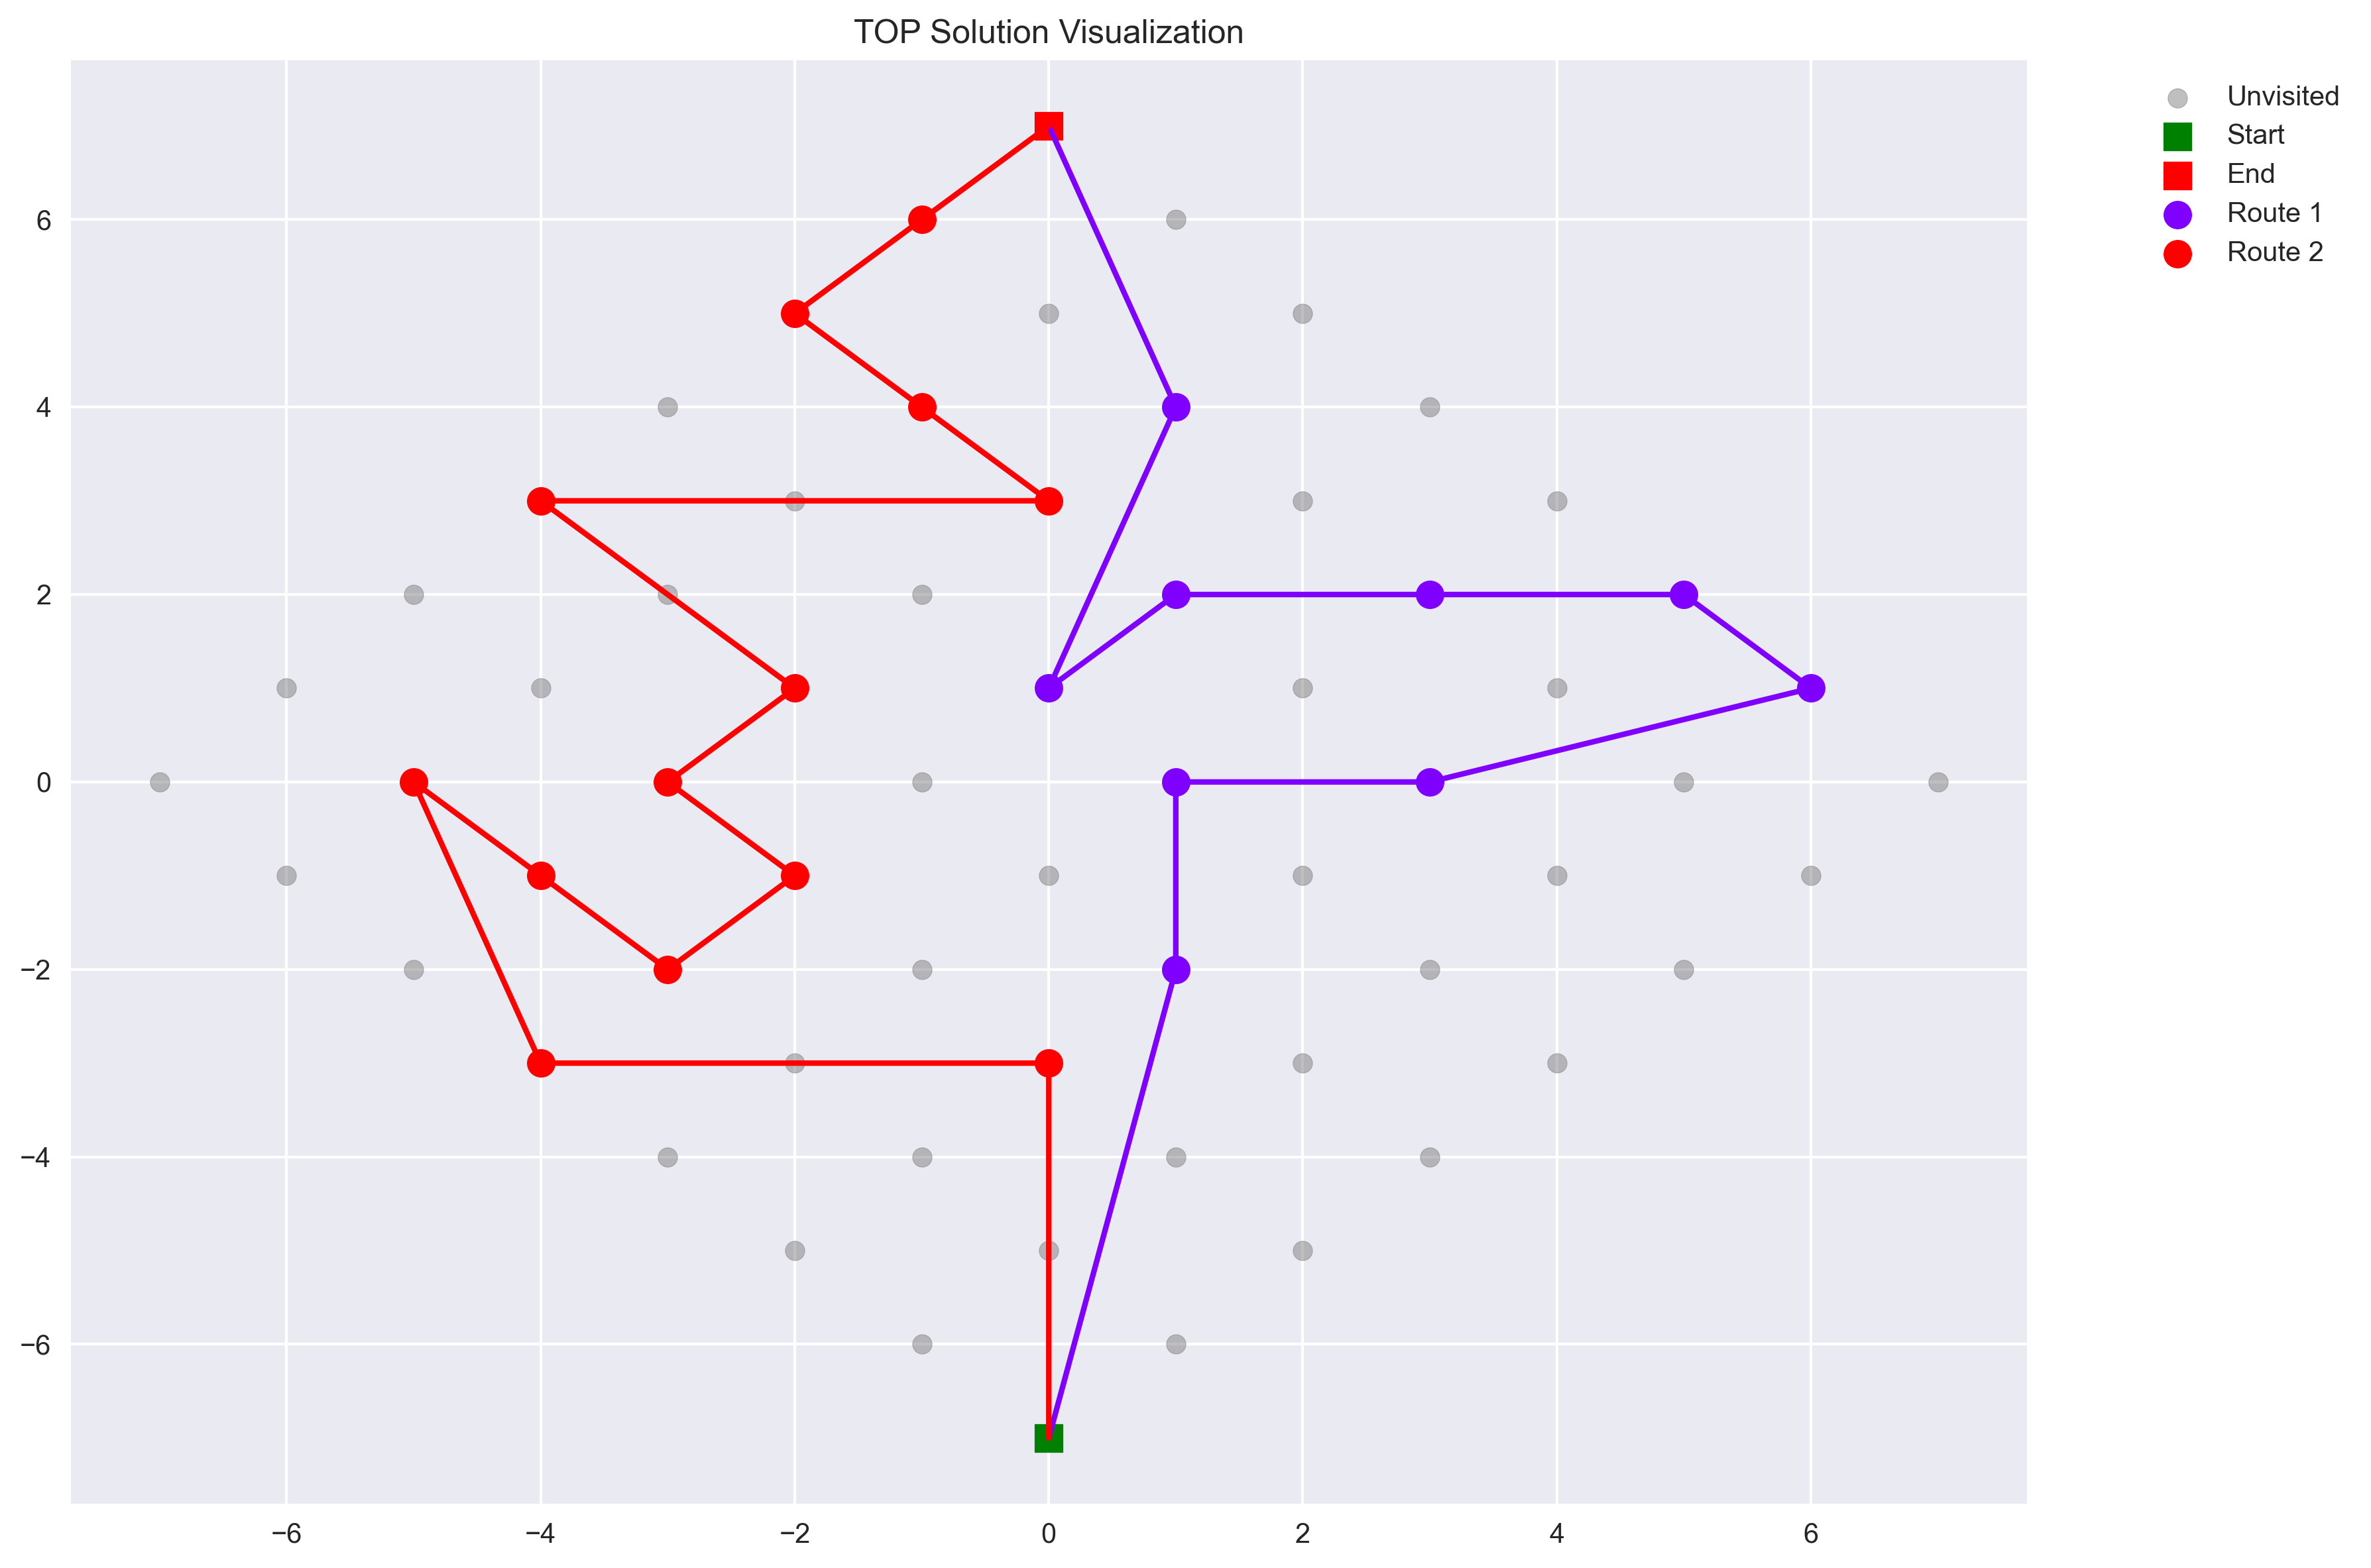 TOP Solution Visualization
Unvisited
Start
End
Route 1
Route 2
6
4
2
0
−2
−4
−6
−6 −4 −2 0 2 4 6